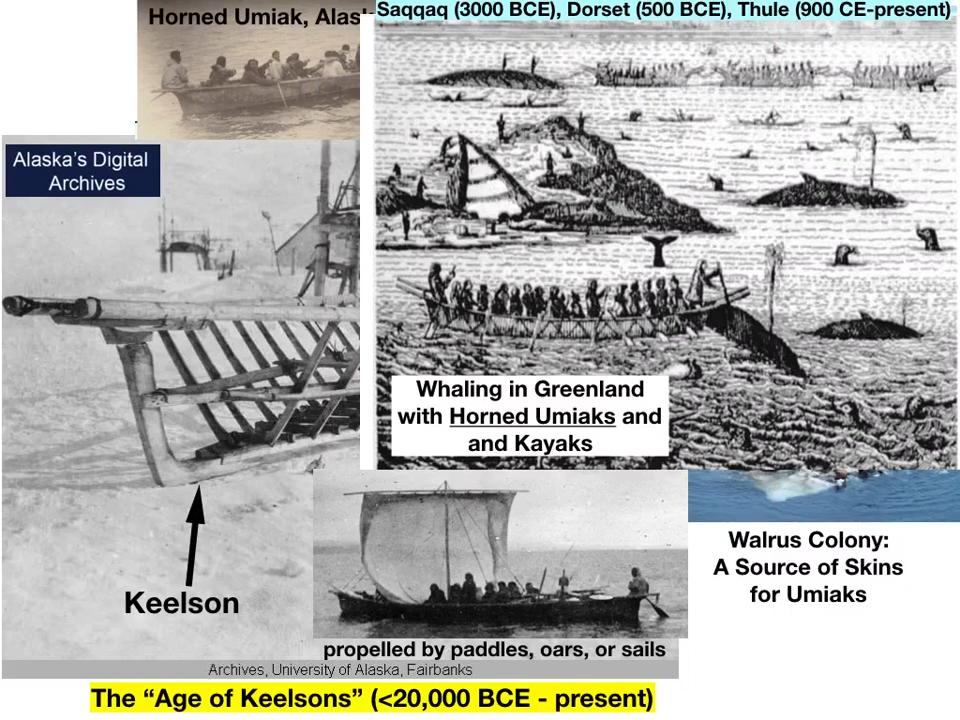 Horned Umiak, Alas
Saqqaq (3000 BCE), Dorset (500 BCE), Thule (900 CE-present)
Alaska's Digital
Archives
Whaling in Greenland
with Horned Umiaks and
and Kayaks
Keelson
Walrus Colony:
A Source of Skins
for Umiaks
propelled by paddles, oars, or sails
Archives, University of Alaska, Fairbanks
The “Age of Keelsons” (<20,000 BCE - present)